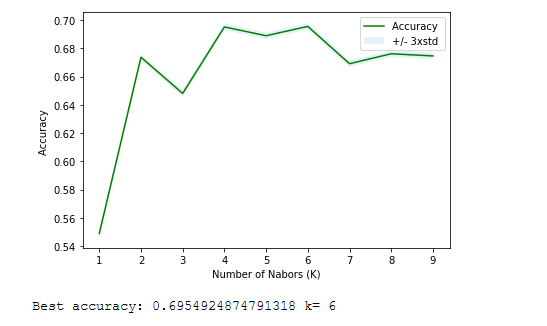 0.70
0.68
0.66
0.64
0.62
0.60
0.58
0.56
0.54
Accuracy
Accuracy
+/- 3xstd
1 2 3 4 5 6 7 8 9
Number of Nabors (K)
Best accuracy: 0.6954924874791318 k= 6